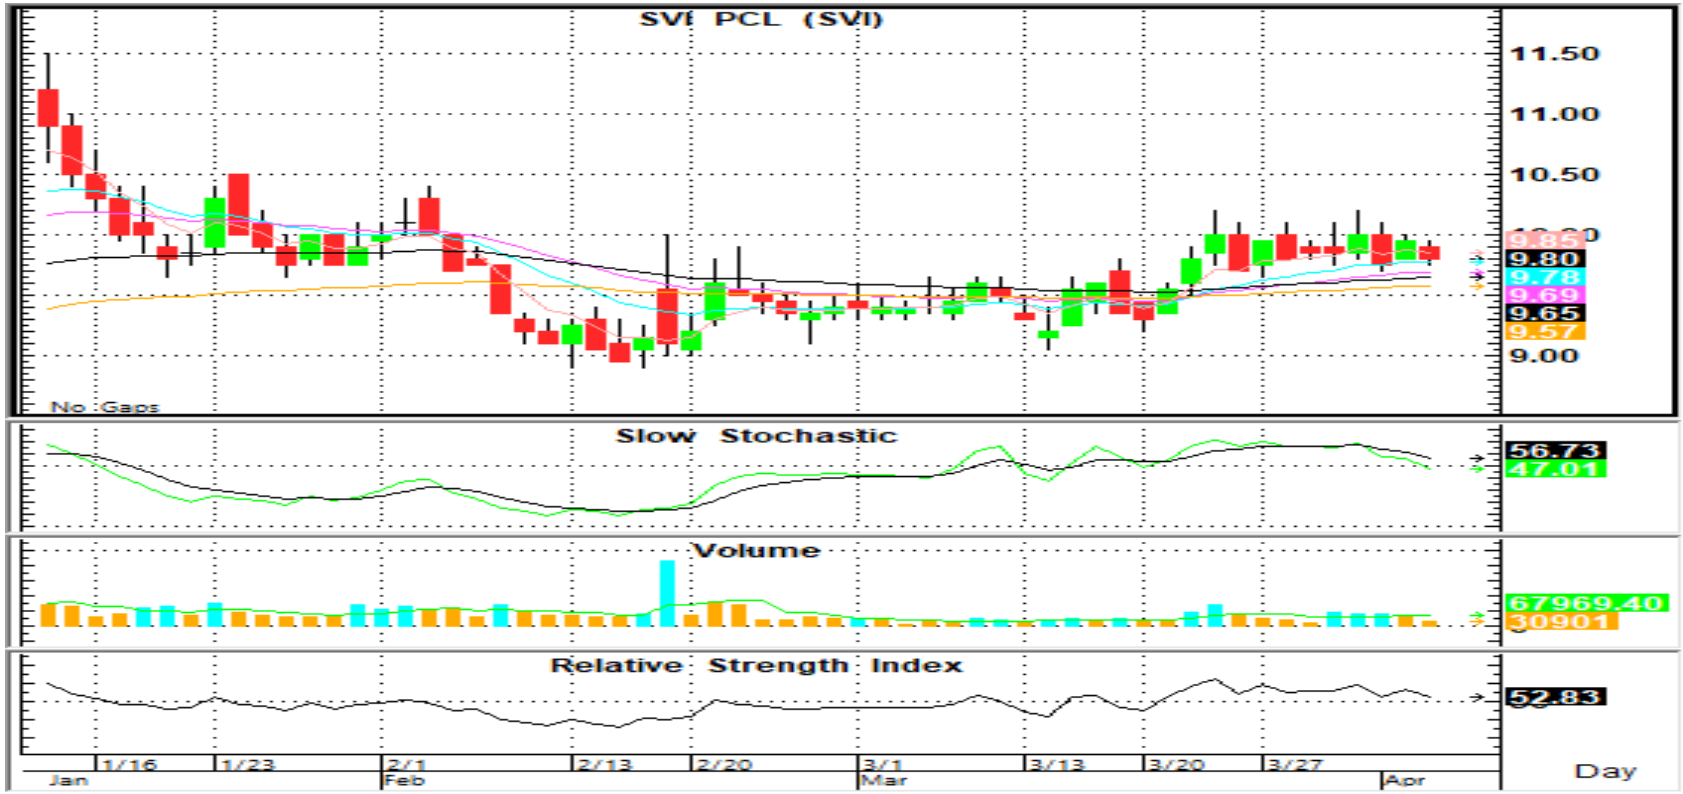 SVI PCL (SVI)
11.50
11.00
10.50
9.85
9.80
9.78
9.69
9.65
9.57
9.00
No Gaps
Slow Stochastic
56.73
47.01
Volume
67969.40
30901
Relative Strength Index
52.83
1/16 1/23 2/1 2/13 2/20 3/1 3/13 3/20 3/27
Jan Feb Mar Apr
Day